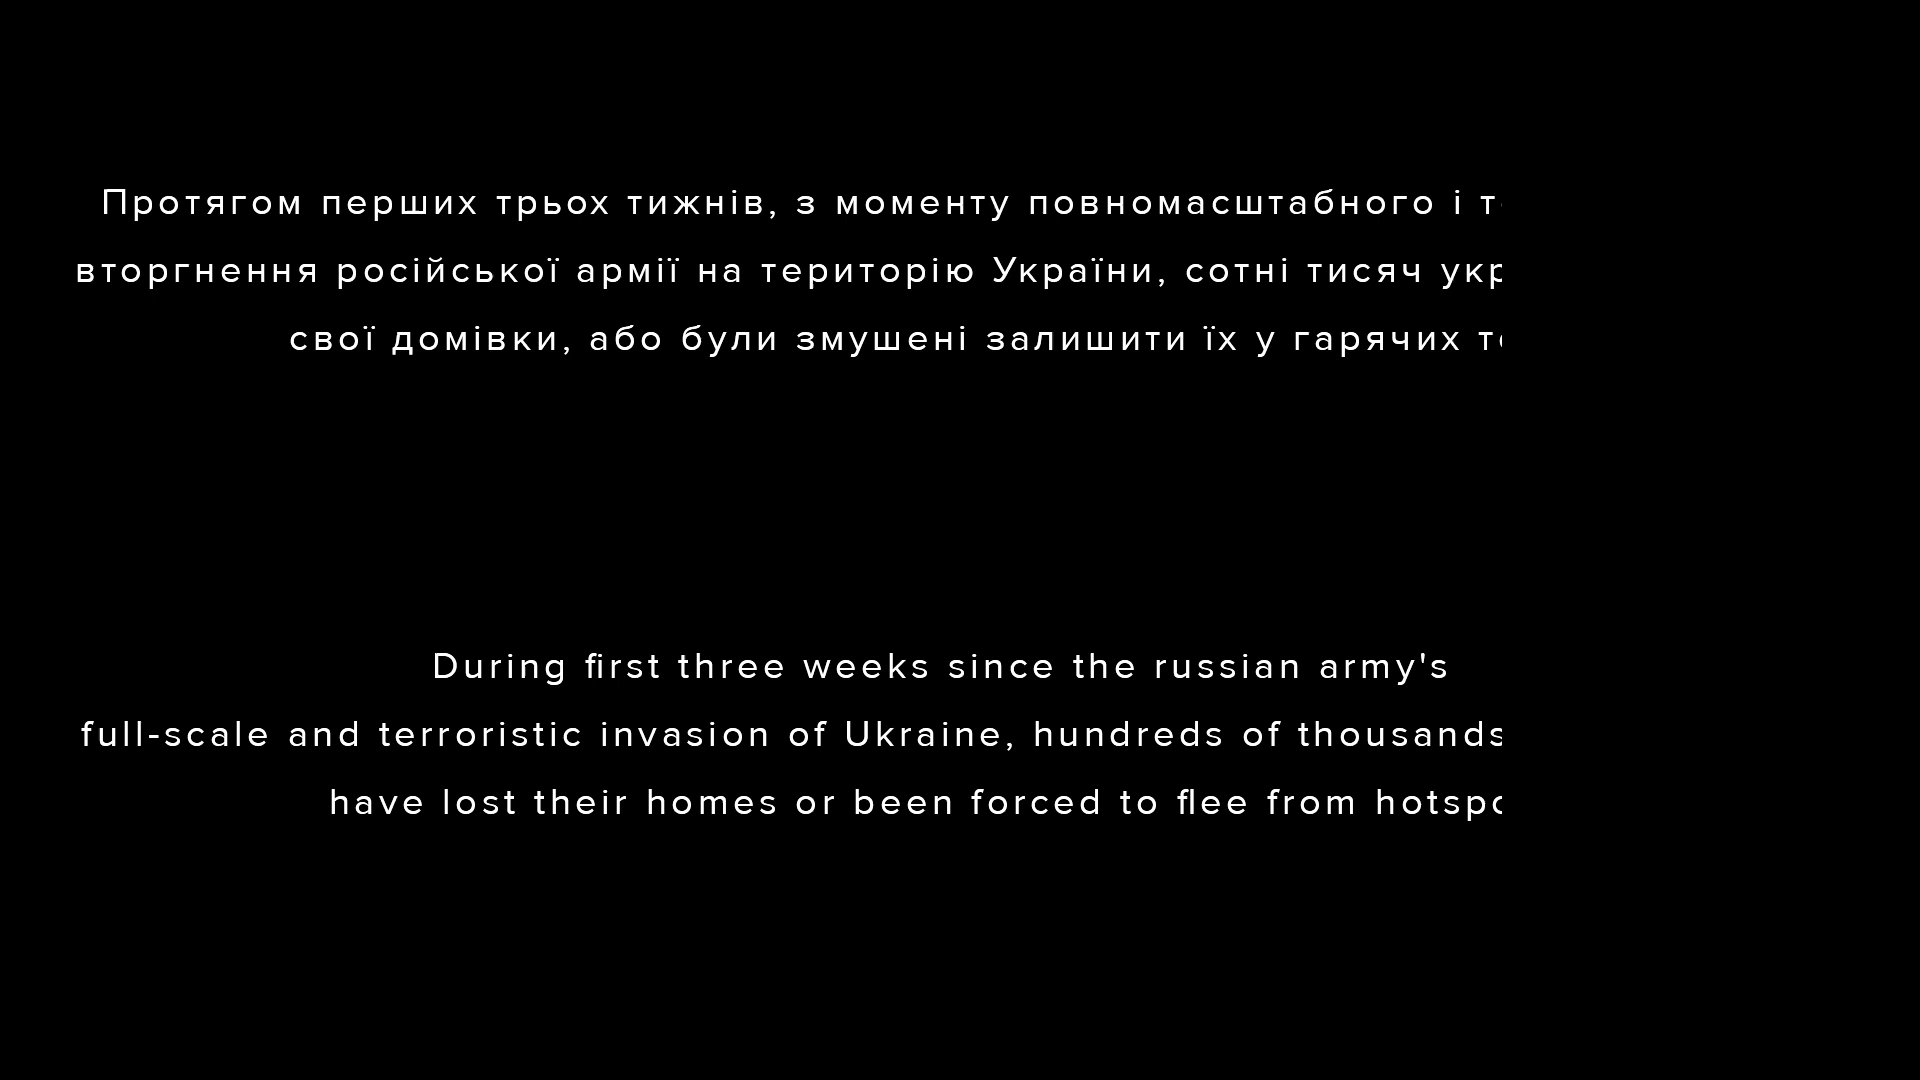 Протягом перших трьох тижнів, з моменту повномасштабного і
вторгнення російської армії на територію України, сотні тисяч
свої домівки, або були змушені залишити їх у гарячих
During first three weeks since the russian army's
full-scale and terroristic invasion of Ukraine, hundreds of thousands
have lost their homes or been forced to flee from